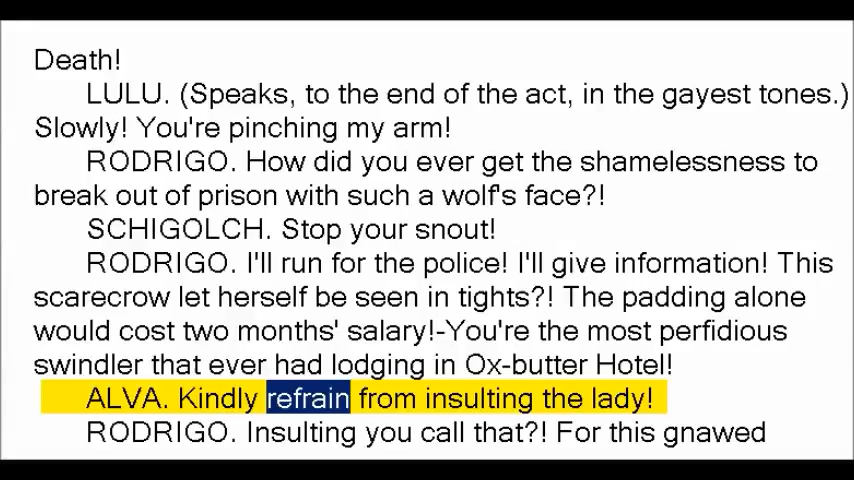 Death!
LULU. (Speaks, to the end of the act, in the gayest tones.)
Slowly! You're pinching my arm!
RODRIGO. How did you ever get the shamelessness to
break out of prison with such a wolf's face?!
SCHIGOLCH. Stop your snout!
RODRIGO. I'll run for the police! I'll give information! This
scarecrow let herself be seen in tights?! The padding alone
would cost two months' salary!-You're the most perfidious
swindler that ever had lodging in Ox-butter Hotel!
ALVA. Kindly refrain from insulting the lady!
RODRIGO. Insulting you call that?! For this gnawed